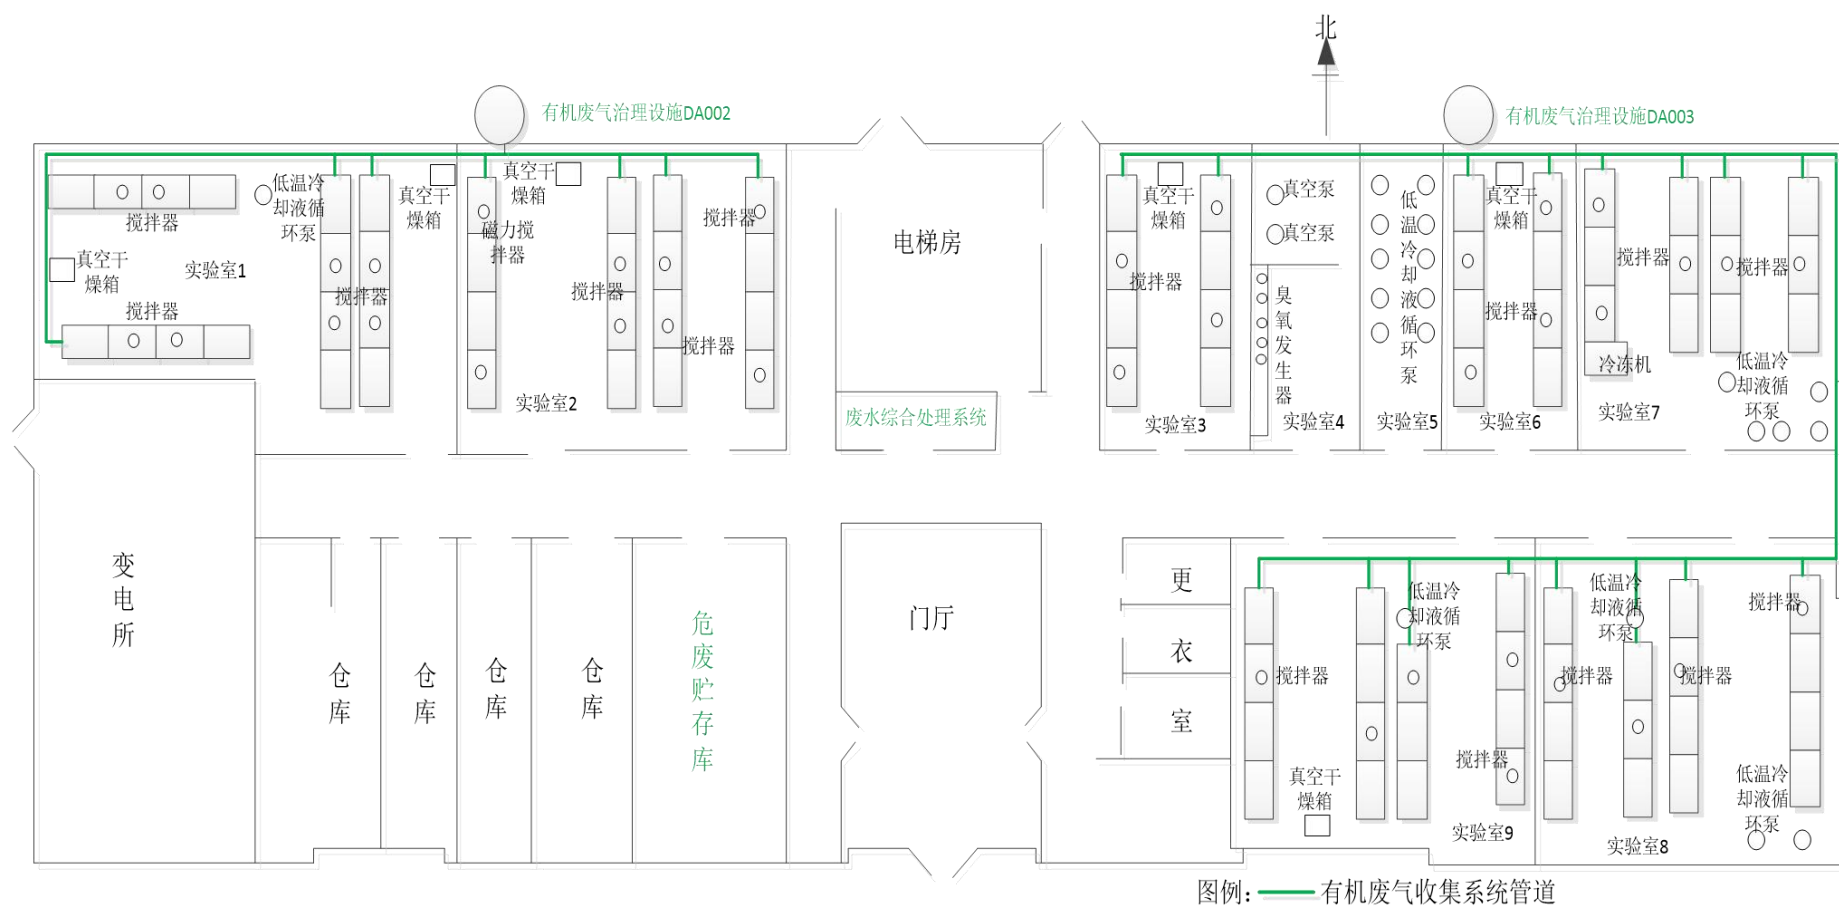 北
有机废气治理设施DA002
有机废气治理设施DA003
搅拌器
低温冷
却液循
环泵
真空干
燥箱
真空干
燥箱
磁力搅
拌器
搅拌器
真空干
燥箱
实验室1
搅拌器
搅拌器
搅拌器
搅拌器
实验室2
电梯房
废水综合处理系统
真空干
燥箱
搅拌器
实验室3
真空泵
真空泵
臭
氧
发
生
器
实验室4
低
温
冷
却
液
循
环
泵
实验室5
真空干
燥箱
搅拌器
实验室6
搅拌器
搅拌器
冷冻机
低温冷
却液循
环泵
实验室7
变
电
所
仓
库
仓
库
仓
库
仓
库
危
废
贮
存
库
门厅
更
衣
室
低温冷
却液循
环泵
搅拌器
搅拌器
真空干
燥箱
实验室9
低温冷
却液循
环泵
搅拌器
搅拌器
搅拌器
低温冷
却液循
环泵
实验室8
图例：
有机废气收集系统管道